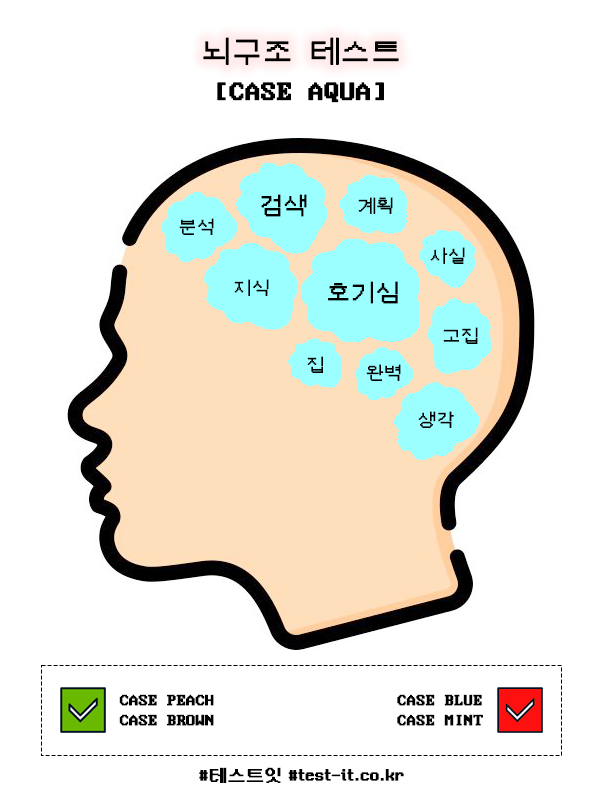 뇌구조 테스트
[CASE AQUA]
검색
계획
분석
사실
지식
호기심
고집
집
완벽
생각
CASE PEACH
CASE BROWN
CASE BLUE
CASE MINT
#테스트잇 #test-it.co.kr